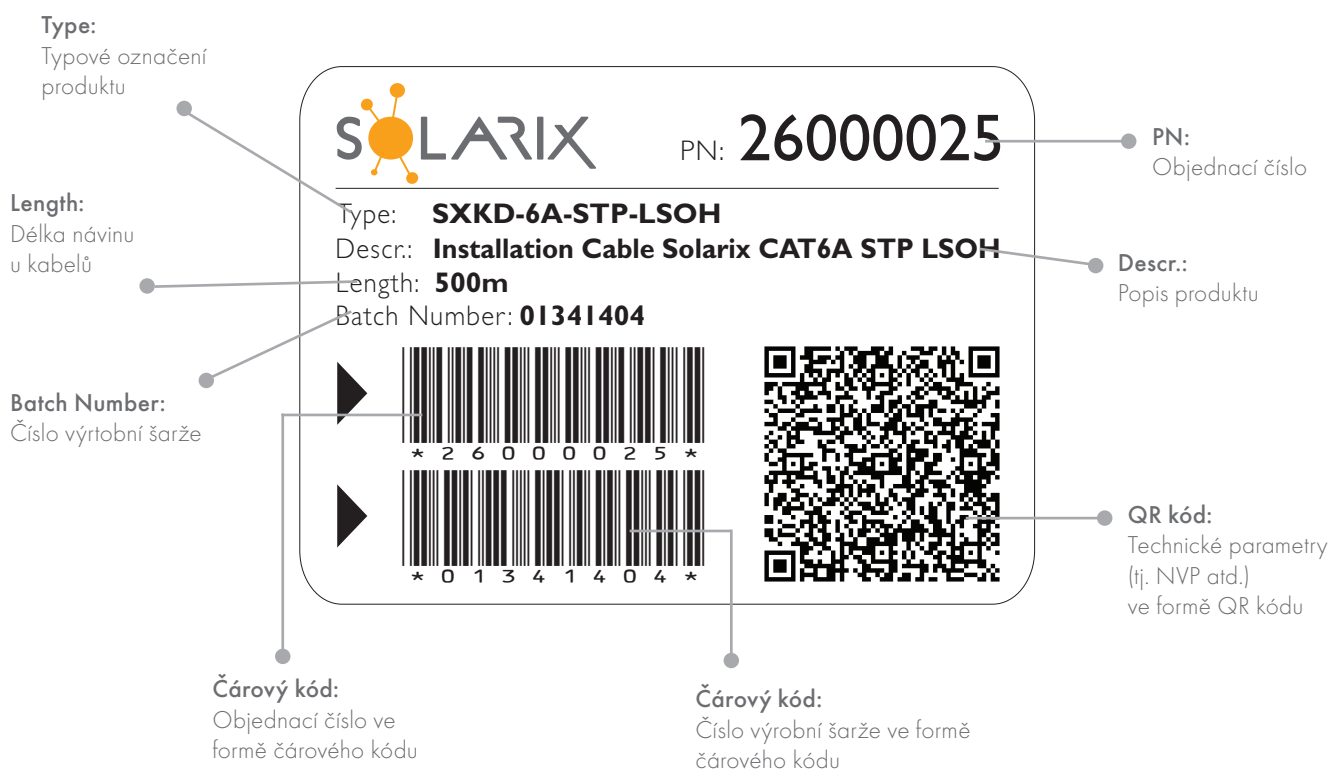 Type:
Typové označení
produktu
SOLARIX
PN: 26000025
PN:
Objednací číslo
Length:
Délka návinu
u kabelů
Type: SXKD-6A-STP-LSOH
Descr.: Installation Cable Solarix CAT6A STP LSOH
Length: 500m
Batch Number: 01341404
Descr.:
Popis produktu
Batch Number:
Číslo výrtobní šarže
*26000025*
*01341404*
QR kód:
Technické parametry
(tj. NVP atd.)
ve formě QR kódu
Čárový kód:
Objednací číslo ve
formě čárového kódu
Čárový kód:
Číslo výrobní šarže ve formě
čárového kódu